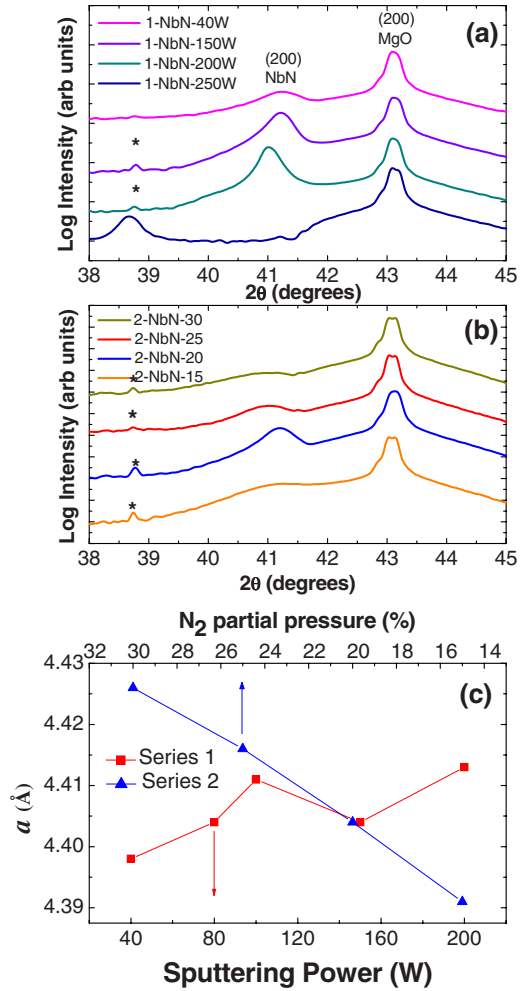 1-NbN-40W
1-NbN-150W
1-NbN-200W
1-NbN-250W
(200)
NbN
(200)
MgO
(a)
*
*
Log Intensity (arb units)
38 39 40 41 42 43 44 45
2θ (degrees)
2-NbN-30
2-NbN-25
2-NbN-20
2-NbN-15
(b)
*
*
*
*
Log Intensity (arb units)
38 39 40 41 42 43 44 45
2θ (degrees)
N2 partial pressure (%)
32 30 28 26 24 22 20 18 16 14
4.43
4.42
4.41
4.40
4.39
a (Å)
(c)
Series 1
Series 2
40 80 120 160 200
Sputtering Power (W)